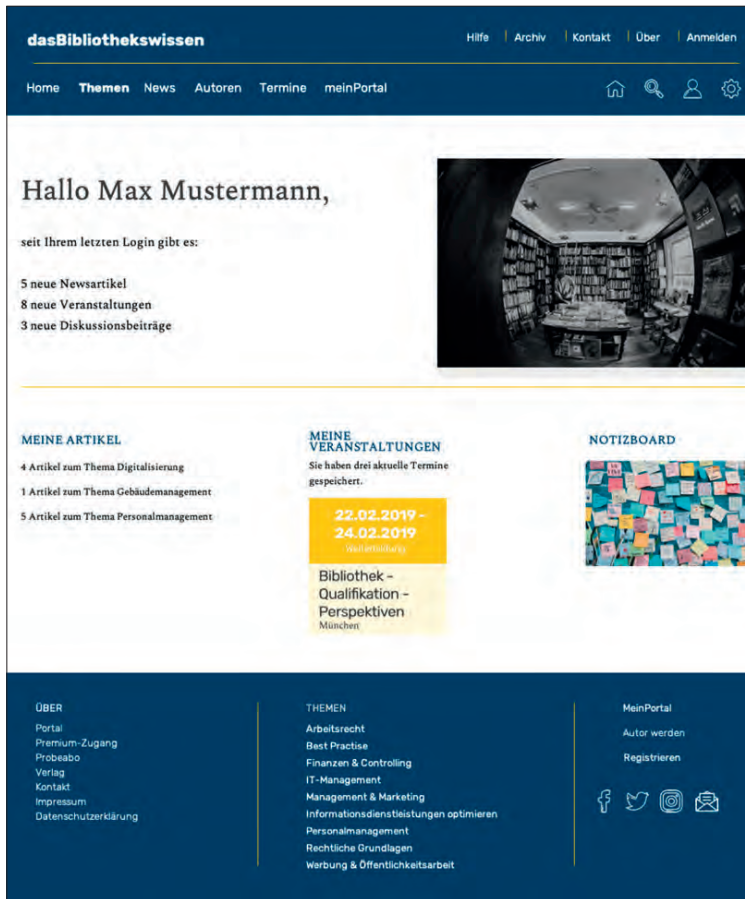 dasBibliothekswissen
Hilfe Archiv Kontakt Über Anmelden
Home Themen News Autoren Termine meinPortal
Hallo Max Mustermann,
seit Ihrem letzten Login gibt es:
5 neue Newsartikel
8 neue Veranstaltungen
3 neue Diskussionsbeiträge
MEINE ARTIKEL
4 Artikel zum Thema Digitalisierung
1 Artikel zum Thema Gebäudemanagement
5 Artikel zum Thema Personalmanagement
MEINE
VERANSTALTUNGEN
Sie haben drei aktuelle Termine
gespeichert.
22.02.2019 -
24.02.2019
Weiterbildung
Bibliothek -
Qualifikation -
Perspektiven
München
NOTIZBOARD
ÜBER
Portal
Premium-Zugang
Probeabo
Verlag
Kontakt
Impressum
Datenschutzerklärung
THEMEN
Arbeitsrecht
Best Practise
Finanzen & Controlling
IT-Management
Management & Marketing
Informationsdienstleistungen optimieren
Personalmanagement
Rechtliche Grundlagen
Werbung & Öffentlichkeitsarbeit
MeinPortal
Autor werden
Registrieren